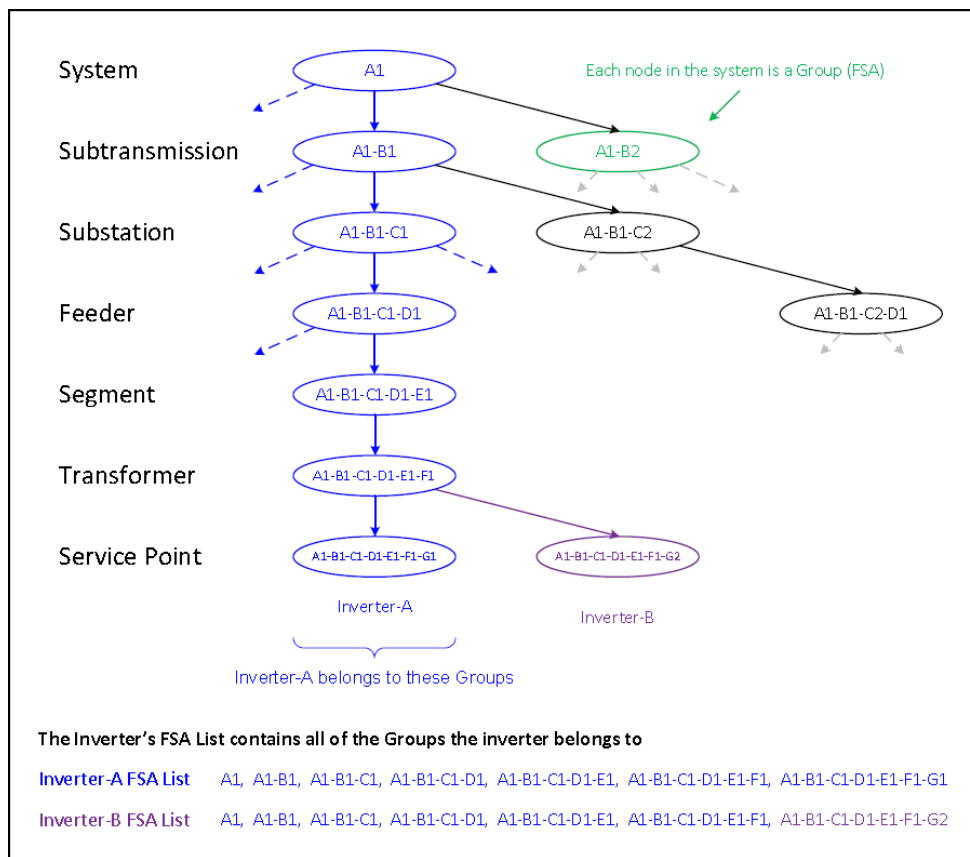 System
A1
Each node in the system is a Group (FSA)
Subtransmission
A1-B1
A1-B2
Substation
A1-B1-C1
A1-B1-C2
Feeder
A1-B1-C1-D1
A1-B1-C2-D1
Segment
A1-B1-C1-D1-E1
Transformer
A1-B1-C1-D1-E1-F1
Service Point
A1-B1-C1-D1-E1-F1-G1
A1-B1-C1-D1-E1-F1-G2
Inverter-A
Inverter-B
Inverter-A belongs to these Groups
The Inverter's FSA List contains all of the Groups the inverter belongs to
Inverter-A FSA List A1, A1-B1, A1-B1-C1, A1-B1-C1-D1, A1-B1-C1-D1-E1, A1-B1-C1-D1-E1-F1, A1-B1-C1-D1-E1-F1-G1
Inverter-B FSA List A1, A1-B1, A1-B1-C1, A1-B1-C1-D1, A1-B1-C1-D1-E1, A1-B1-C1-D1-E1-F1, A1-B1-C1-D1-E1-F1-G2